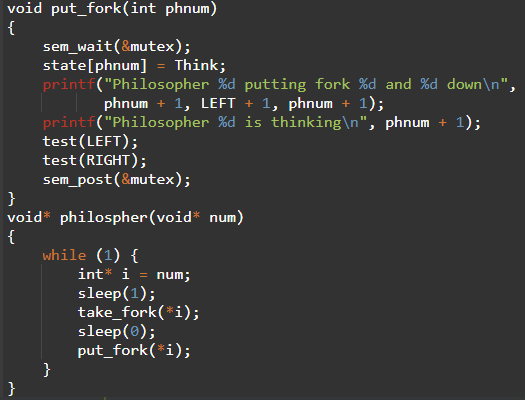 void put_fork(int phnum)
{
    sem_wait(&mutex);
    state[phnum] = Think;
    printf("Philosopher %d putting fork %d and %d down\n",
           phnum + 1, LEFT + 1, phnum + 1);
    printf("Philosopher %d is thinking\n", phnum + 1);
    test(LEFT);
    test(RIGHT);
    sem_post(&mutex);
}
void* philospher(void* num)
{
    while (1) {
        int* i = num;
        sleep(1);
        take_fork(*i);
        sleep(0);
        put_fork(*i);
    }
}